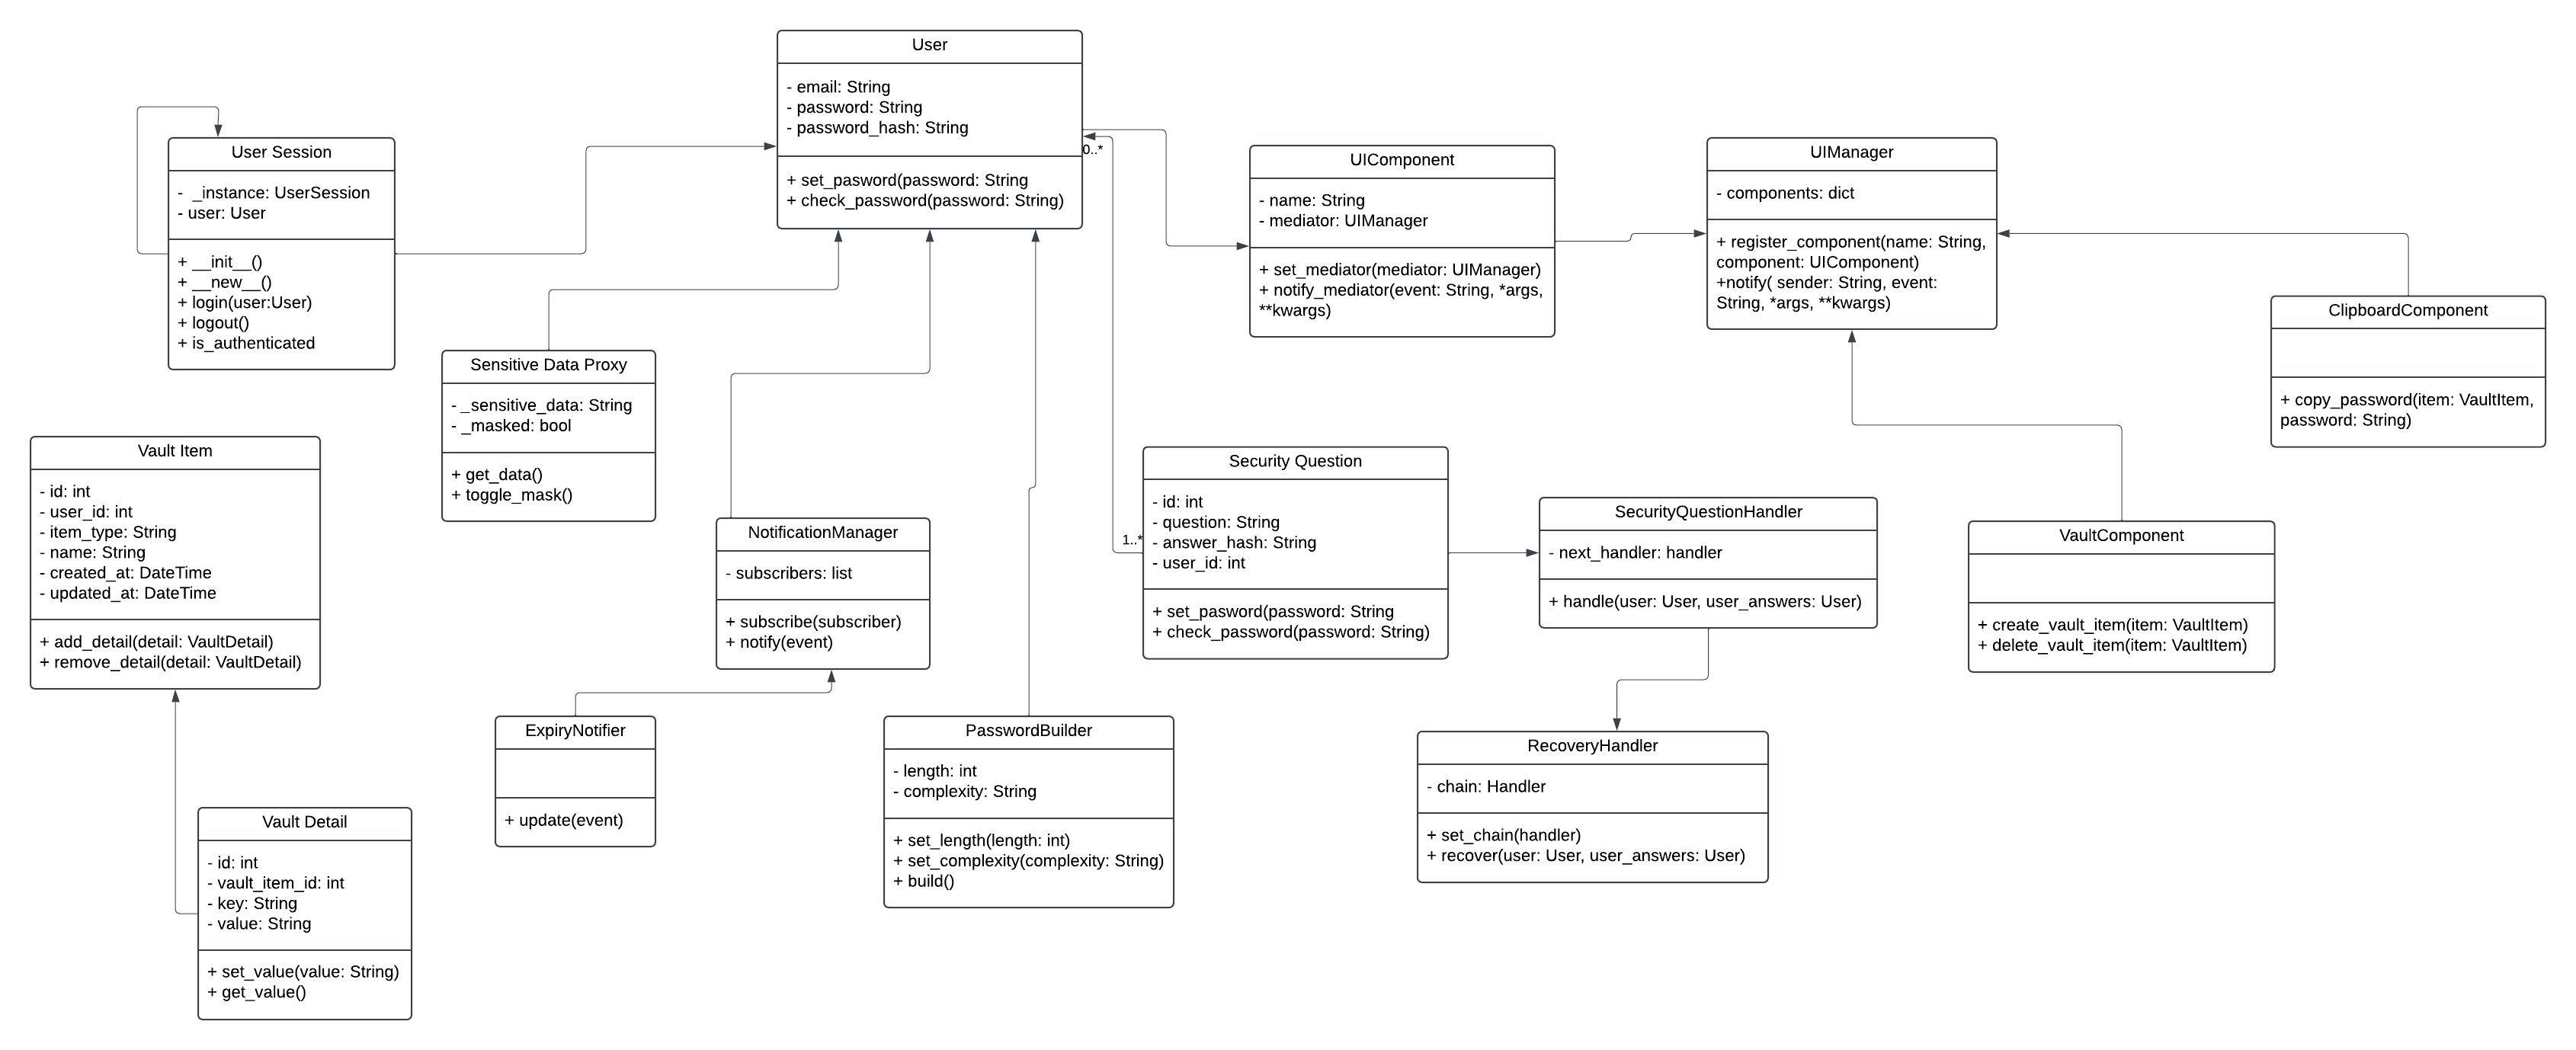 User
- email: String
- password: String
- password_hash: String
+ set_pasword(password: String
+ check_password(password: String)
0..*
User Session
- _instance: UserSession
- user: User
+ __init__()
+ __new__()
+ login(user:User)
+ logout()
+ is_authenticated
UIComponent
- name: String
- mediator: UIManager
+ set_mediator(mediator: UIManager)
+ notify_mediator(event: String, *args,
**kwargs)
UIManager
- components: dict
+ register_component(name: String,
component: UIComponent)
+notify( sender: String, event:
String, *args, **kwargs)
ClipboardComponent
+ copy_password(item: VaultItem,
password: String)
Sensitive Data Proxy
- _sensitive_data: String
- _masked: bool
+ get_data()
+ toggle_mask()
Vault Item
- id: int
- user_id: int
- item_type: String
- name: String
- created_at: DateTime
- updated_at: DateTime
+ add_detail(detail: VaultDetail)
+ remove_detail(detail: VaultDetail)
NotificationManager
- subscribers: list
+ subscribe(subscriber)
+ notify(event)
1..*
Security Question
- id: int
- question: String
- answer_hash: String
- user_id: int
+ set_pasword(password: String
+ check_password(password: String)
SecurityQuestionHandler
- next_handler: handler
+ handle(user: User, user_answers: User)
VaultComponent
+ create_vault_item(item: VaultItem)
+ delete_vault_item(item: VaultItem)
ExpiryNotifier
+ update(event)
PasswordBuilder
- length: int
- complexity: String
+ set_length(length: int)
+ set_complexity(complexity: String)
+ build()
RecoveryHandler
- chain: Handler
+ set_chain(handler)
+ recover(user: User, user_answers: User)
Vault Detail
- id: int
- vault_item_id: int
- key: String
- value: String
+ set_value(value: String)
+ get_value()